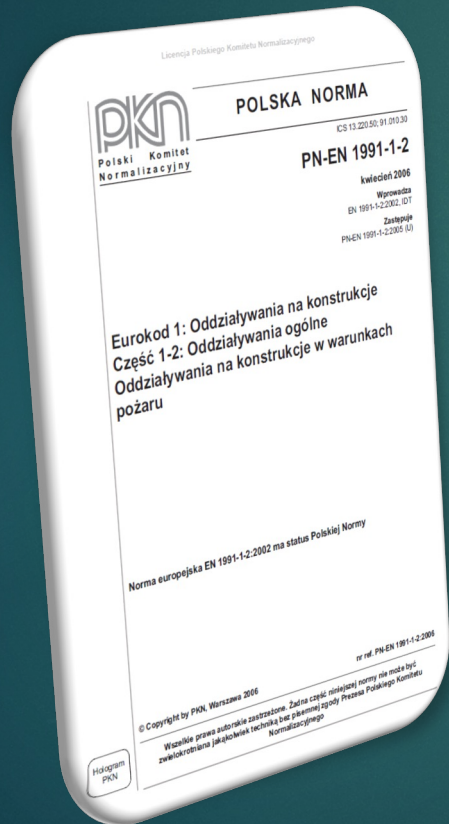 Licencja Polskiego Komitetu Normalizacyjnego
PKN
Polski Komitet
Normalizacyjny
POLSKA NORMA
ICS 13.220.50; 91.010.30
PN-EN 1991-1-2
kwiecień 2006
Wprowadza
EN 1991-1-2:2002, IDT
Zastępuje
PN-EN 1991-1-2:2005 (U)
Eurokod 1: Oddziaływania na konstrukcje
Część 1-2: Oddziaływania ogólne
Oddziaływania na konstrukcje w warunkach
pożaru
Norma europejska EN 1991-1-2:2002 ma status Polskiej Normy
nr ref. PN-EN 1991-1-2:2006
© Copyright by PKN, Warszawa 2006
Wszelkie prawa autorskie zastrzeżone. Żadna część niniejszej normy nie może być
zwielokrotniana jakąkolwiek techniką bez pisemnej zgody Prezesa Polskiego Komitetu
Normalizacyjnego
Hologram
PKN